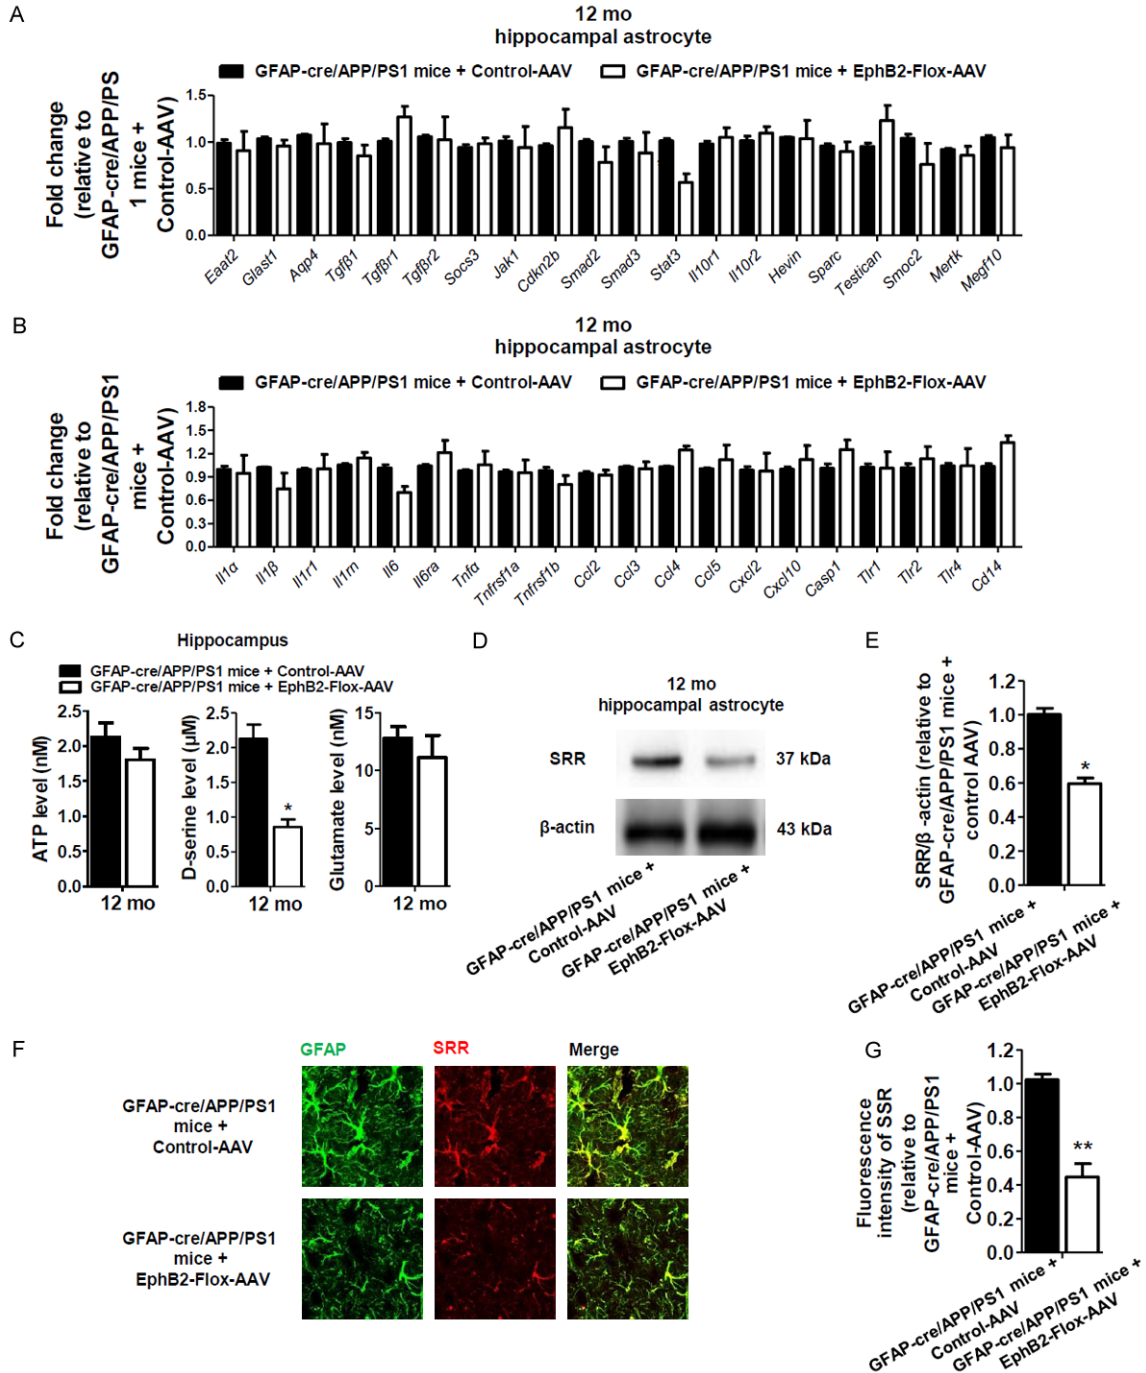 A
12 mo
hippocampal astrocyte
GFAP-cre/APP/PS1 mice + Control-AAV
GFAP-cre/APP/PS1 mice + EphB2-Flox-AAV
Fold change
(relative to
GFAP-cre/APP/PS
1 mice +
Control-AAV)
1.5
1.0
0.5
0.0
Eaat2
Glast1
Aqp4
Tgfβ1
Tgfβr1
Tgfβr2
Socs3
Jak1
Cdkn2b
Smad2
Smad3
Stat3
Il10r1
Il10r2
Hevin
Sparc
Testican
Smoc2
Mertk
Megf10
B
12 mo
hippocampal astrocyte
GFAP-cre/APP/PS1 mice + Control-AAV
GFAP-cre/APP/PS1 mice + EphB2-Flox-AAV
Fold change
(relative to
GFAP-cre/APP/PS1
mice +
Control-AAV)
1.8
1.5
1.2
0.9
0.6
0.3
0.0
Il1α
Il1β
Il1r1
Il1rn
Il6
Il6ra
Tnfα
Tnfrsf1a
Tnfrsf1b
Ccl2
Ccl3
Ccl4
Ccl5
Cxcl2
Cxcl10
Casp1
Tlr1
Tlr2
Tlr4
Cd14
C
Hippocampus
GFAP-cre/APP/PS1 mice + Control-AAV
GFAP-cre/APP/PS1 mice + EphB2-Flox-AAV
ATP level (nM)
2.5
2.0
1.5
1.0
0.5
0.0
12 mo
D-serine level (μM)
2.5
2.0
1.5
1.0
0.5
0.0
*
12 mo
Glutamate level (nM)
15
10
5
0
12 mo
D
12 mo
hippocampal astrocyte
SRR
37 kDa
β-actin
43 kDa
GFAP-cre/APP/PS1 mice +
Control-AAV
GFAP-cre/APP/PS1 mice +
EphB2-Flox-AAV
E
SRR/β -actin (relative to
GFAP-cre/APP/PS1 mice +
control AAV)
1.2
1.0
0.8
0.6
0.4
0.2
0.0
*
GFAP-cre/APP/PS1 mice +
Control-AAV
GFAP-cre/APP/PS1 mice +
EphB2-Flox-AAV
F
GFAP
SRR
Merge
GFAP-cre/APP/PS1
mice +
Control-AAV
GFAP-cre/APP/PS1
mice +
EphB2-Flox-AAV
G
Fluorescence
intensity of SSR
(relative to
GFAP-cre/APP/PS1
mice +
Control-AAV)
1.2
1.0
0.8
0.6
0.4
0.2
0.0
**
GFAP-cre/APP/PS1 mice +
Control-AAV
GFAP-cre/APP/PS1 mice +
EphB2-Flox-AAV